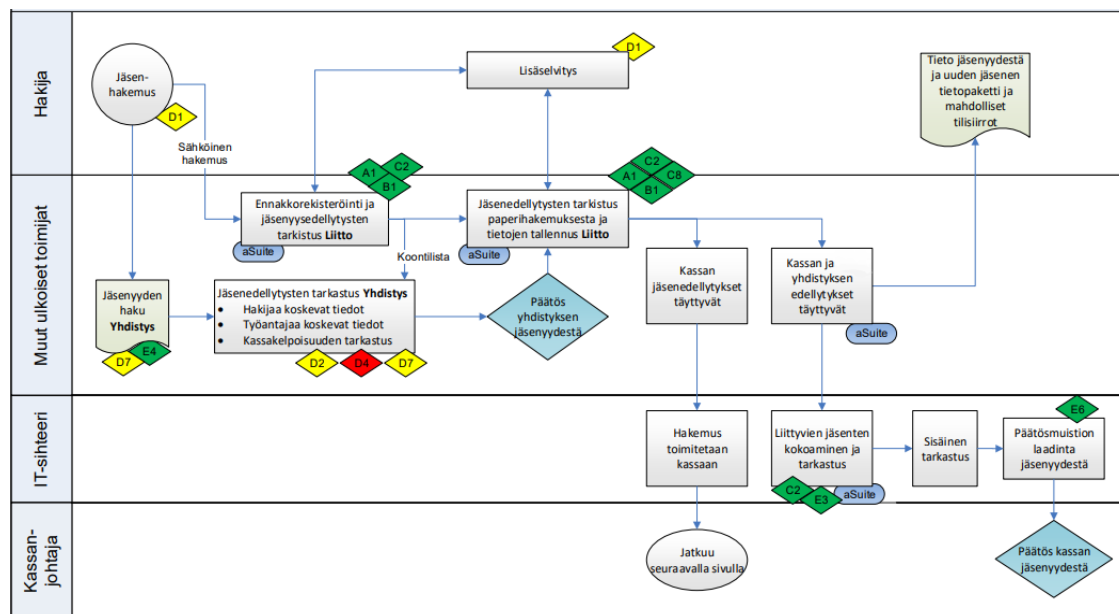 Hakija
Jäsen-
hakemus
D1
Sähköinen
hakemus
Lisäselvitys
D1
Tieto jäsenyydestä
ja uuden jäsenen
tietopaketti ja
mahdolliset
tilisiirrot
Muut ulkoiset toimijat
A1
C2
B1
Ennakkorekisteröinti ja
jäsenyysedellytysten
tarkistus Liitto
aSuite
Koontilista
C2
A1
C8
B1
Jäsenedellytysten tarkistus
paperihakemuksesta ja
tietojen tallennus Liitto
aSuite
Jäsenyyden
haku
Yhdistys
D7
E4
Jäsenedellytysten tarkastus Yhdistys
• Hakijaa koskevat tiedot
• Työantajaa koskevat tiedot
• Kassakelpoisuuden tarkastus
D2
D4
D7
Päätös
yhdistyksen
jäsenyydestä
Kassan
jäsenedellytykset
täyttyvät
Kassan ja
yhdistyksen
edellytykset
täyttyvät
aSuite
IT-sihteeri
Hakemus
toimitetaan
kassaan
Liittyvien jäsenten
kokoaminen ja
tarkastus
C2
E3
aSuite
Sisäinen
tarkastus
E6
Päätösmuistion
laadinta
jäsenyydestä
Kassan-
johtaja
Jatkuu
seuraavalla sivulla
Päätös kassan
jäsenyydestä